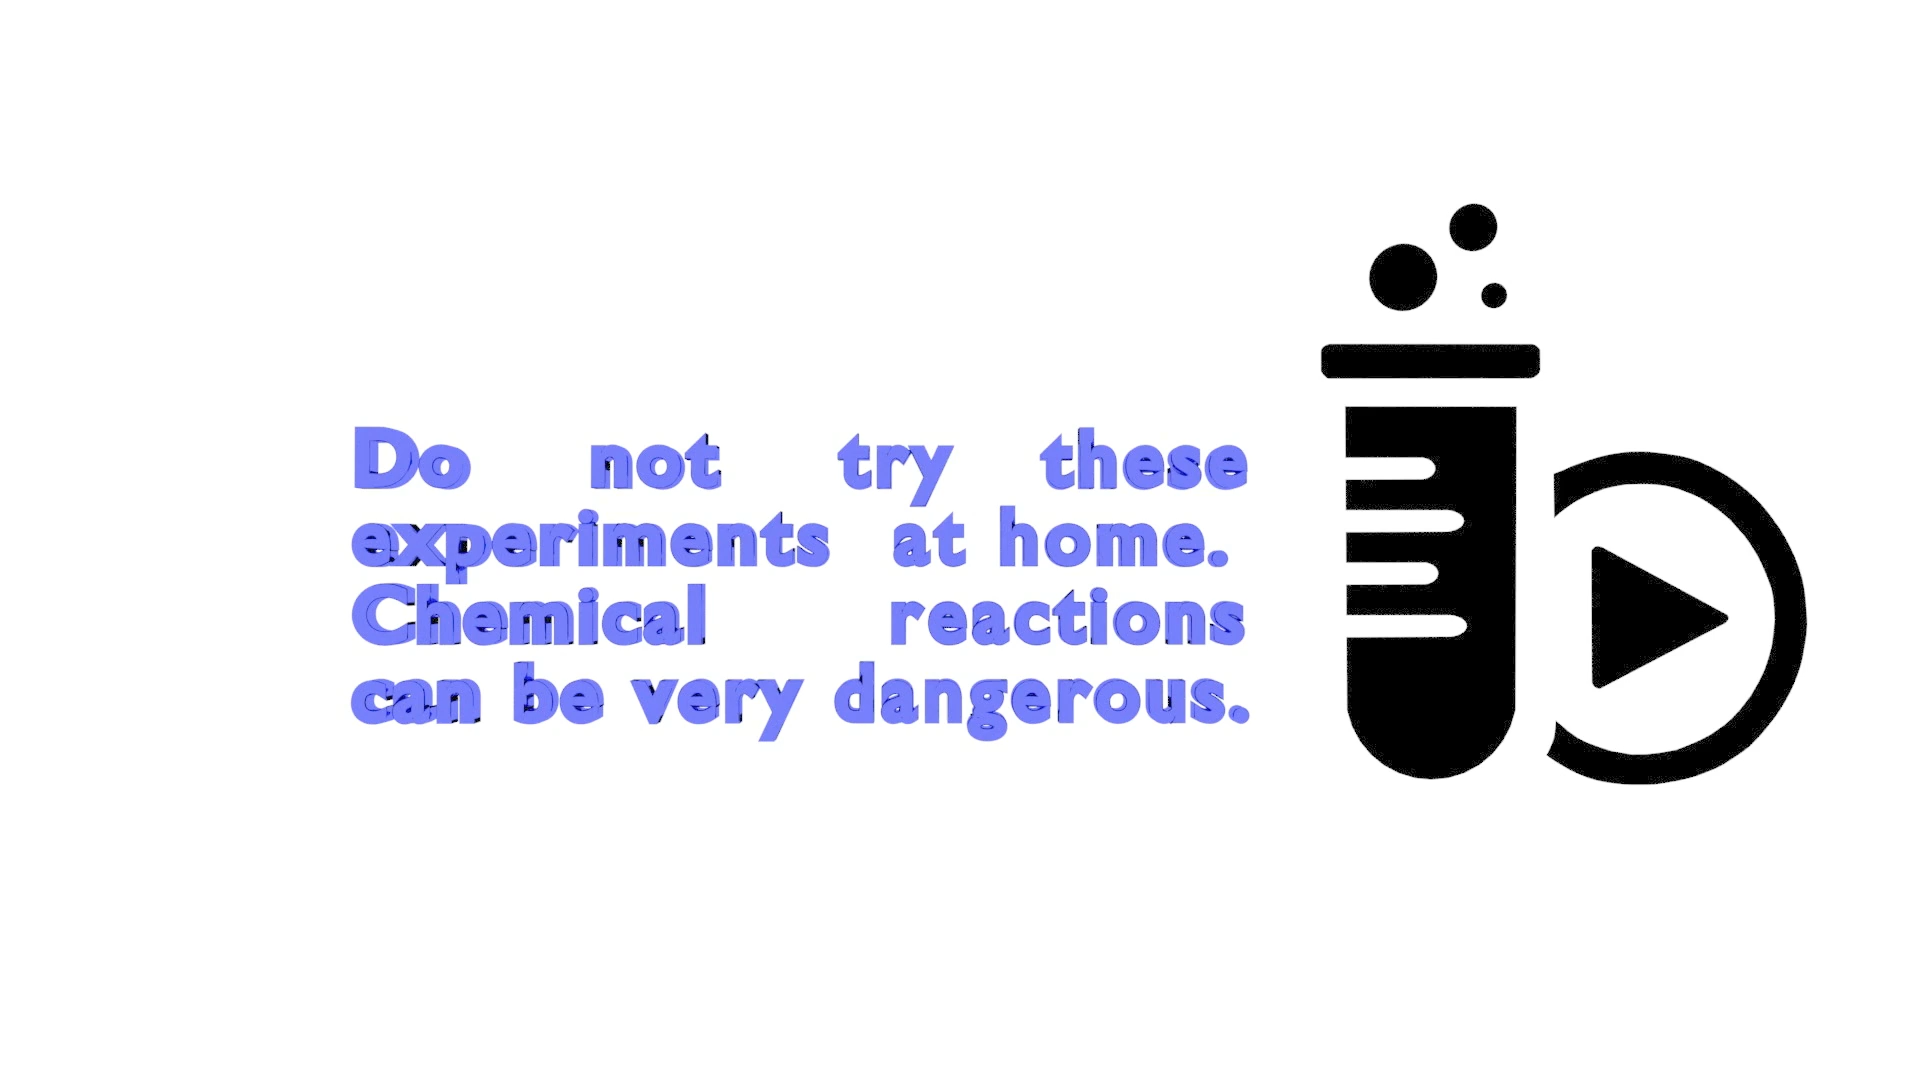 Do not try these
experiments at home.
Chemical reactions
can be very dangerous.